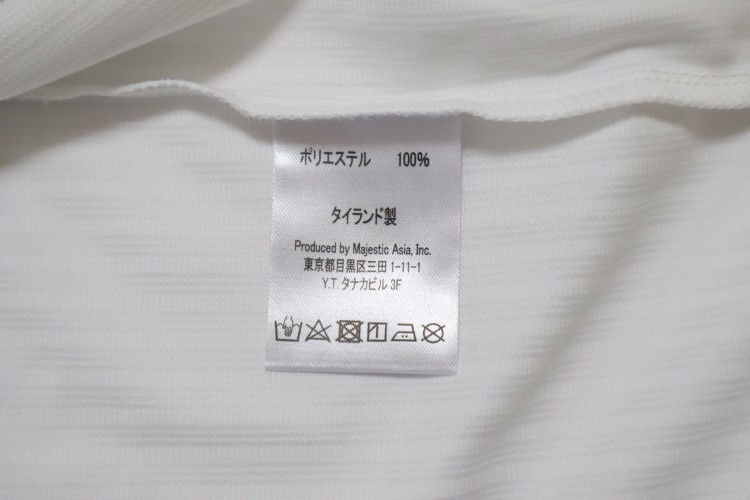 ポリエステル 100%
タイランド製
Produced by Majestic Asia, Inc.
東京都目黒区三田 1-11-1
Y.T. タナカビル 3F